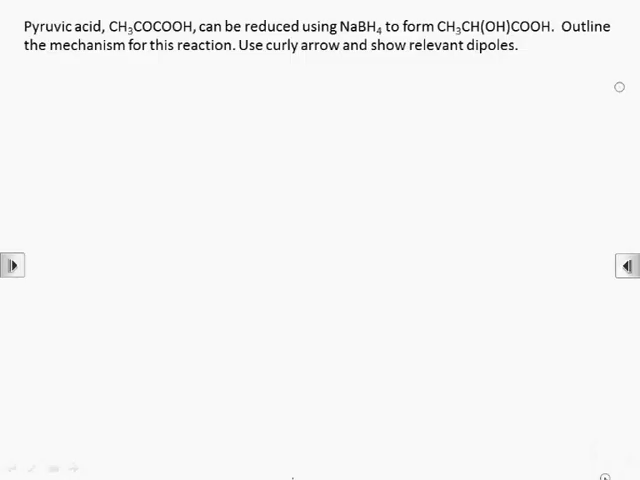 Pyruvic acid, CH₃COCOOH, can be reduced using NaBH₄ to form CH₃CH(OH)COOH. Outline
the mechanism for this reaction. Use curly arrow and show relevant dipoles.